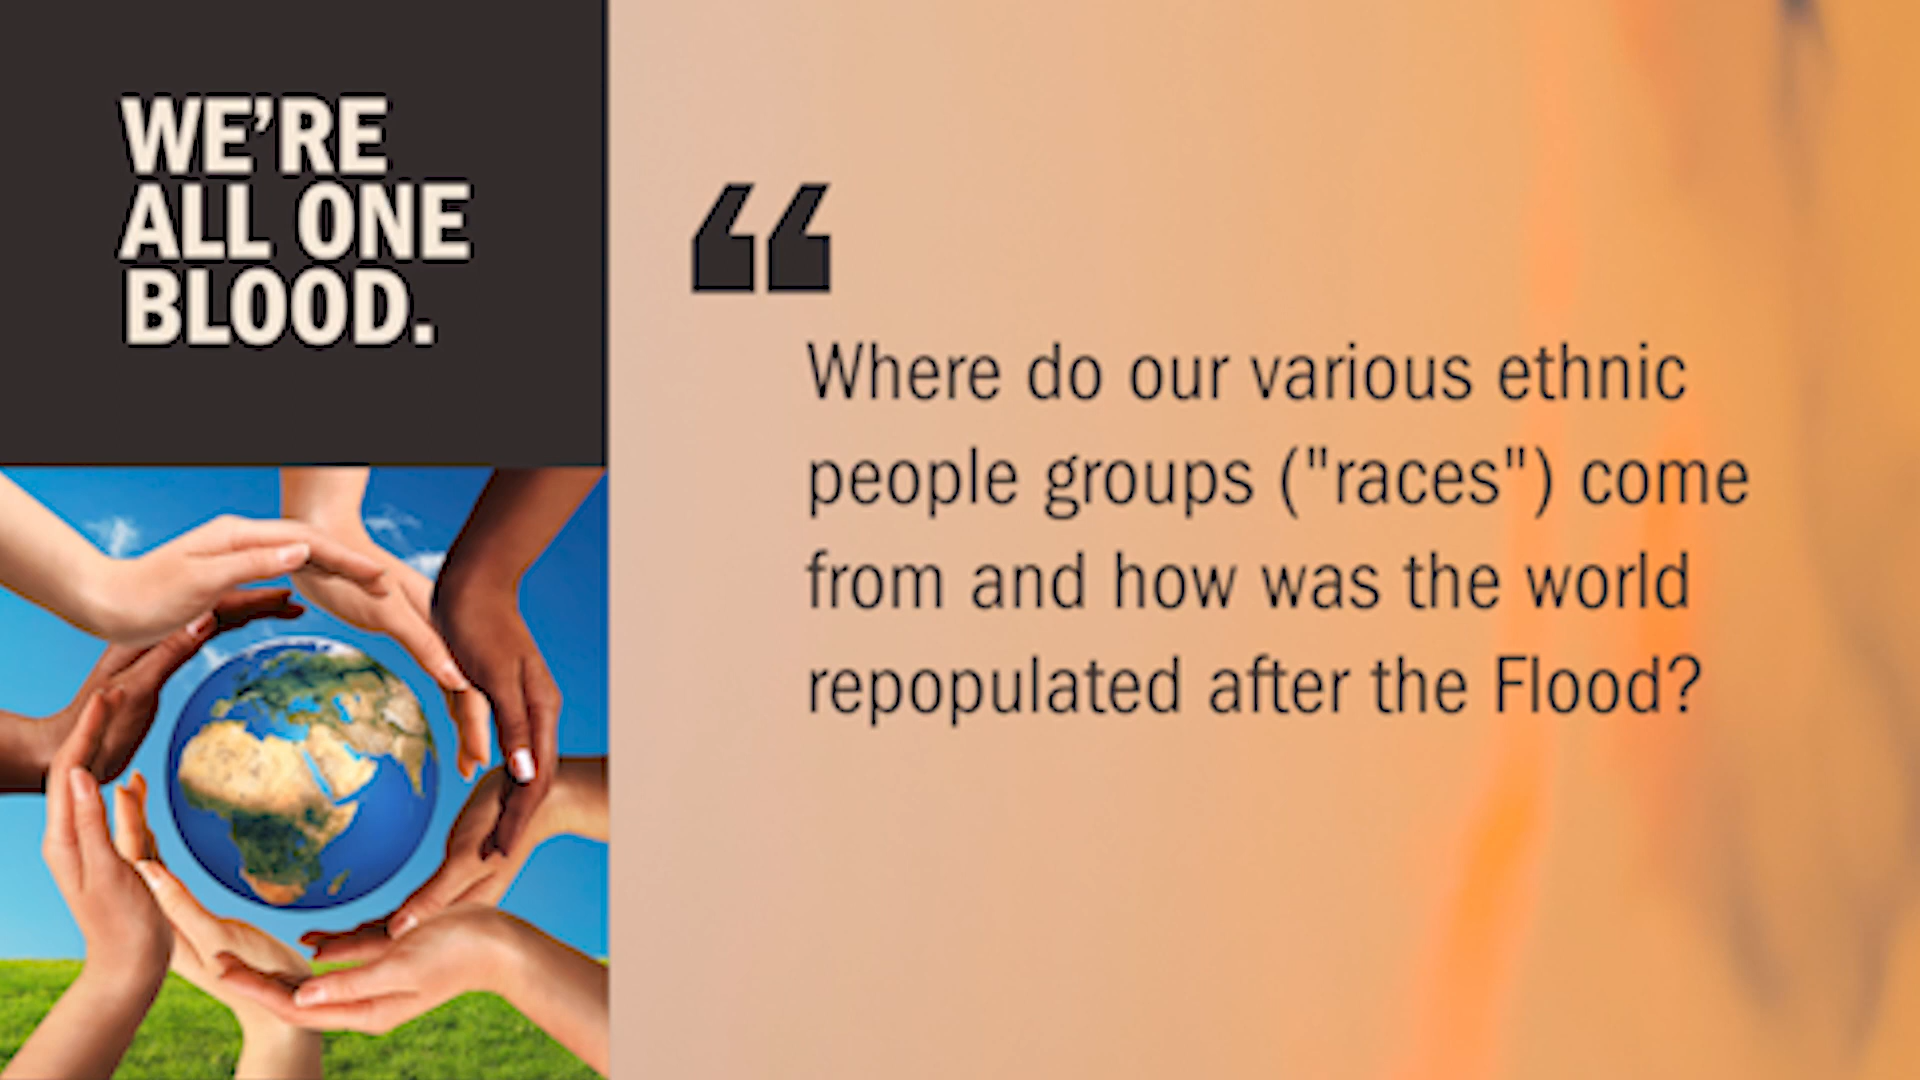 WE'RE
ALL ONE
BLOOD.
“
Where do our various ethnic
people groups ("races") come
from and how was the world
repopulated after the Flood?